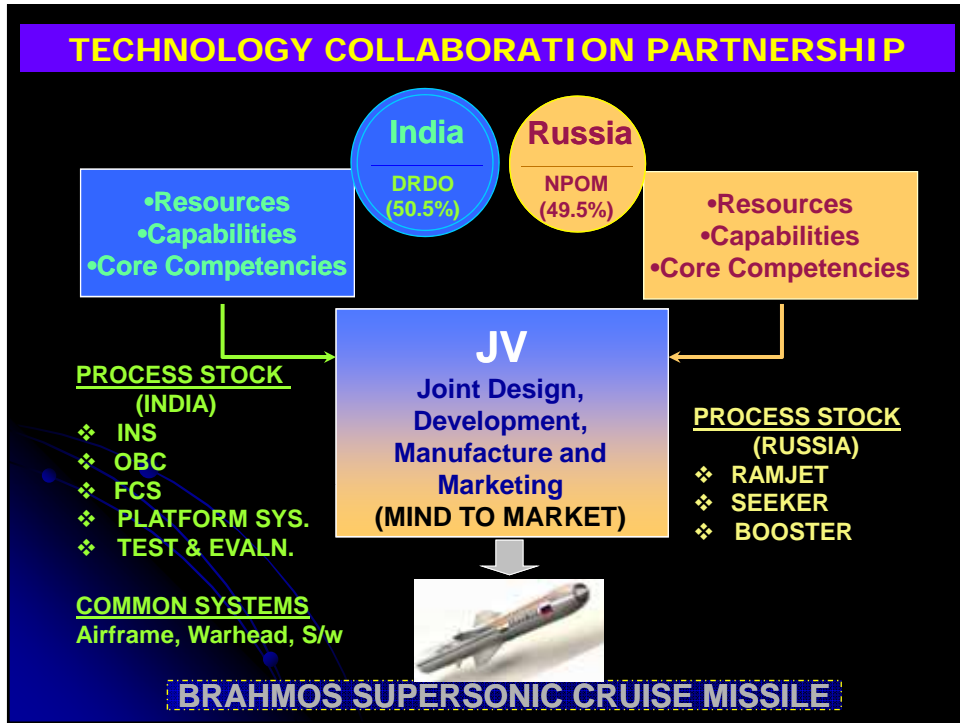 TECHNOLOGY COLLABORATION PARTNERSHIP
India
DRDO
(50.5%)
Russia
NPOM
(49.5%)
•Resources
•Capabilities
•Core Competencies
•Resources
•Capabilities
•Core Competencies
JV
Joint Design,
Development,
Manufacture and
Marketing
(MIND TO MARKET)
PROCESS STOCK
(INDIA)
❖ INS
❖ OBC
❖ FCS
❖ PLATFORM SYS.
❖ TEST & EVALN.
COMMON SYSTEMS
Airframe, Warhead, S/w
PROCESS STOCK
(RUSSIA)
❖ RAMJET
❖ SEEKER
❖ BOOSTER
BRAHMOS SUPERSONIC CRUISE MISSILE